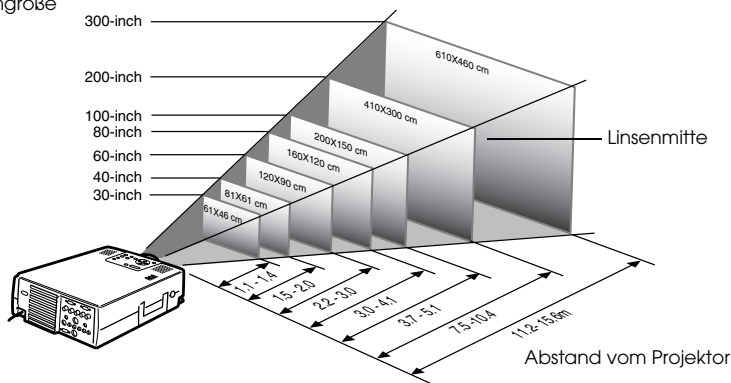 300-inch
200-inch
100-inch
80-inch
60-inch
40-inch
30-inch
610X460 cm
410X300 cm
200X150 cm
160X120 cm
120X90 cm
81X61 cm
61X46 cm
Linsenmitte
1.1 - 1.4
1.5 - 2.0
2.2 - 3.0
3.0 - 4.1
3.7 - 5.1
7.5 - 10.4
11.2 - 15.6m
Abstand vom Projektor